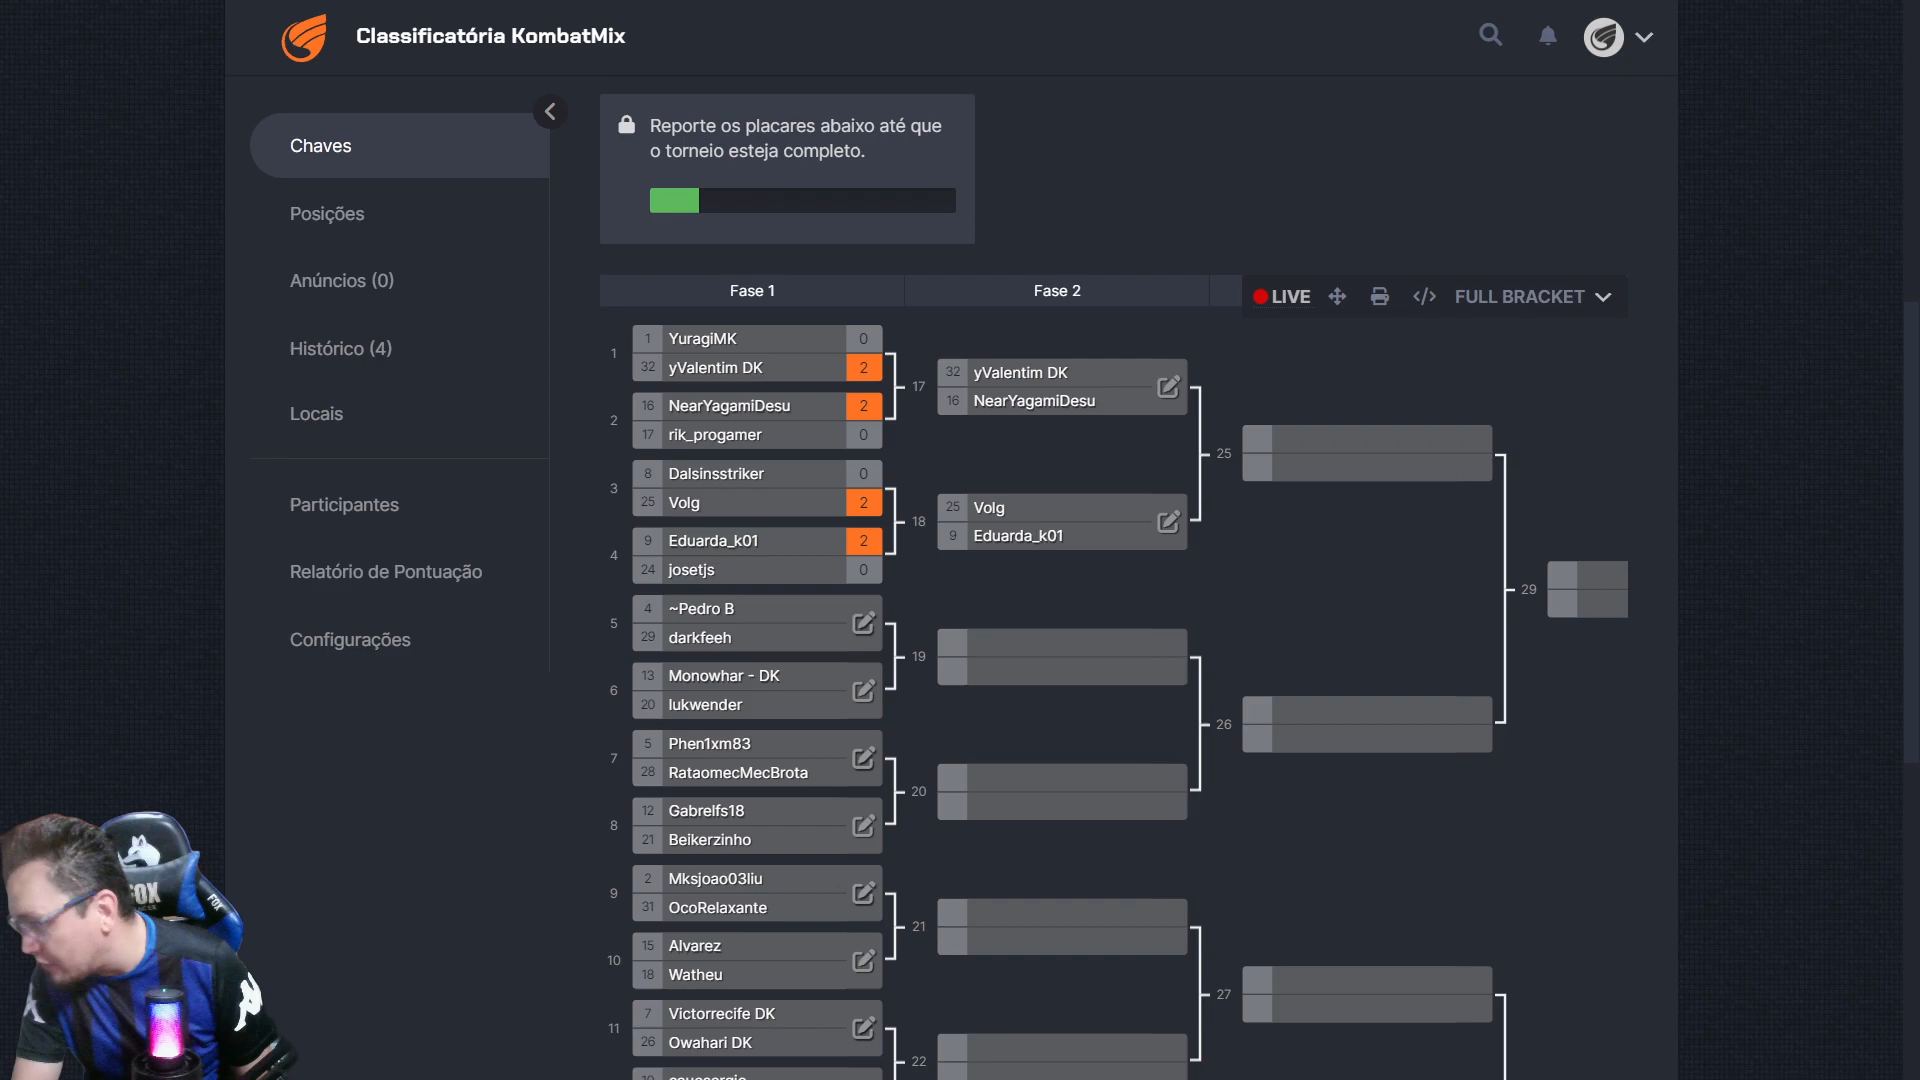 Classificatória KombatMix
Chaves
Posições
Anúncios (0)
Histórico (4)
Locais
Participantes
Relatório de Pontuação
Configurações
Reporte os placares abaixo até que
o torneio esteja completo.
Fase 1
Fase 2
LIVE
</>
FULL BRACKET
1
1 YuragiMK 0
32 yValentim DK 2
2
16 NearYagamiDesu 2
17 rik_progamer 0
3
8 Dalsinsstriker 0
25 Volg 2
4
9 Eduarda_k01 2
24 josetjs 0
5
4 ~Pedro B
29 darkfeeh
6
13 Monowhar - DK
20 lukwender
7
5 Phen1xm83
28 RataomecMecBrota
8
12 Gabrelfs18
21 Beikerzinho
9
2 Mksjoao03liu
31 OcoRelaxante
10
15 Alvarez
18 Watheu
11
7 Victorrecife DK
26 Owahari DK
17
32 yValentim DK
16 NearYagamiDesu
18
25 Volg
9 Eduarda_k01
19
20
21
22
25
26
27
29
FOX
FOX